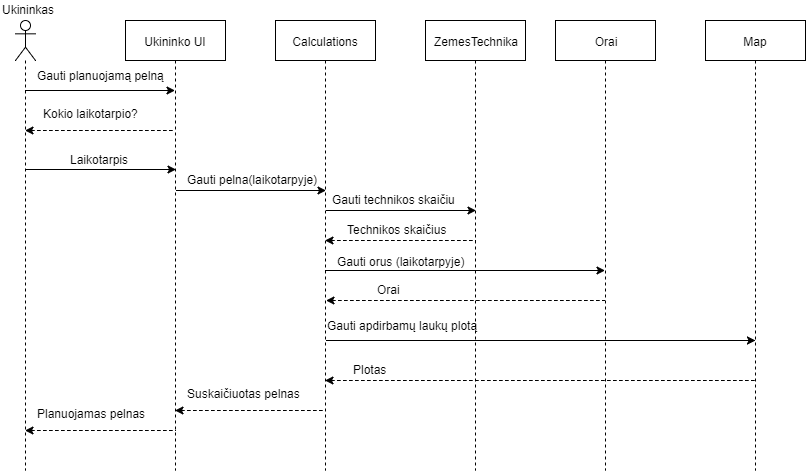 Ukininkas
Ukininko UI
Calculations
ZemesTechnika
Orai
Map
Gauti planuojamą pelną
Kokio laikotarpio?
Laikotarpis
Gauti pelna(laikotarpyje)
Gauti technikos skaičiu
Technikos skaičius
Gauti orus (laikotarpyje)
Orai
Gauti apdirbamų laukų plotą
Plotas
Suskaičiuotas pelnas
Planuojamas pelnas